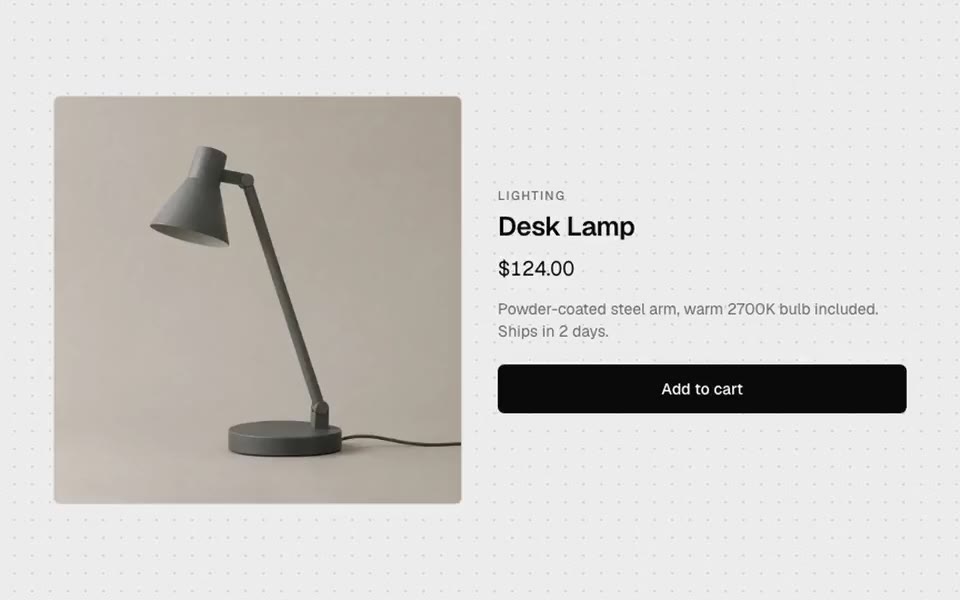 LIGHTING
Desk Lamp
$124.00
Powder-coated steel arm, warm 2700K bulb included.
Ships in 2 days.
Add to cart